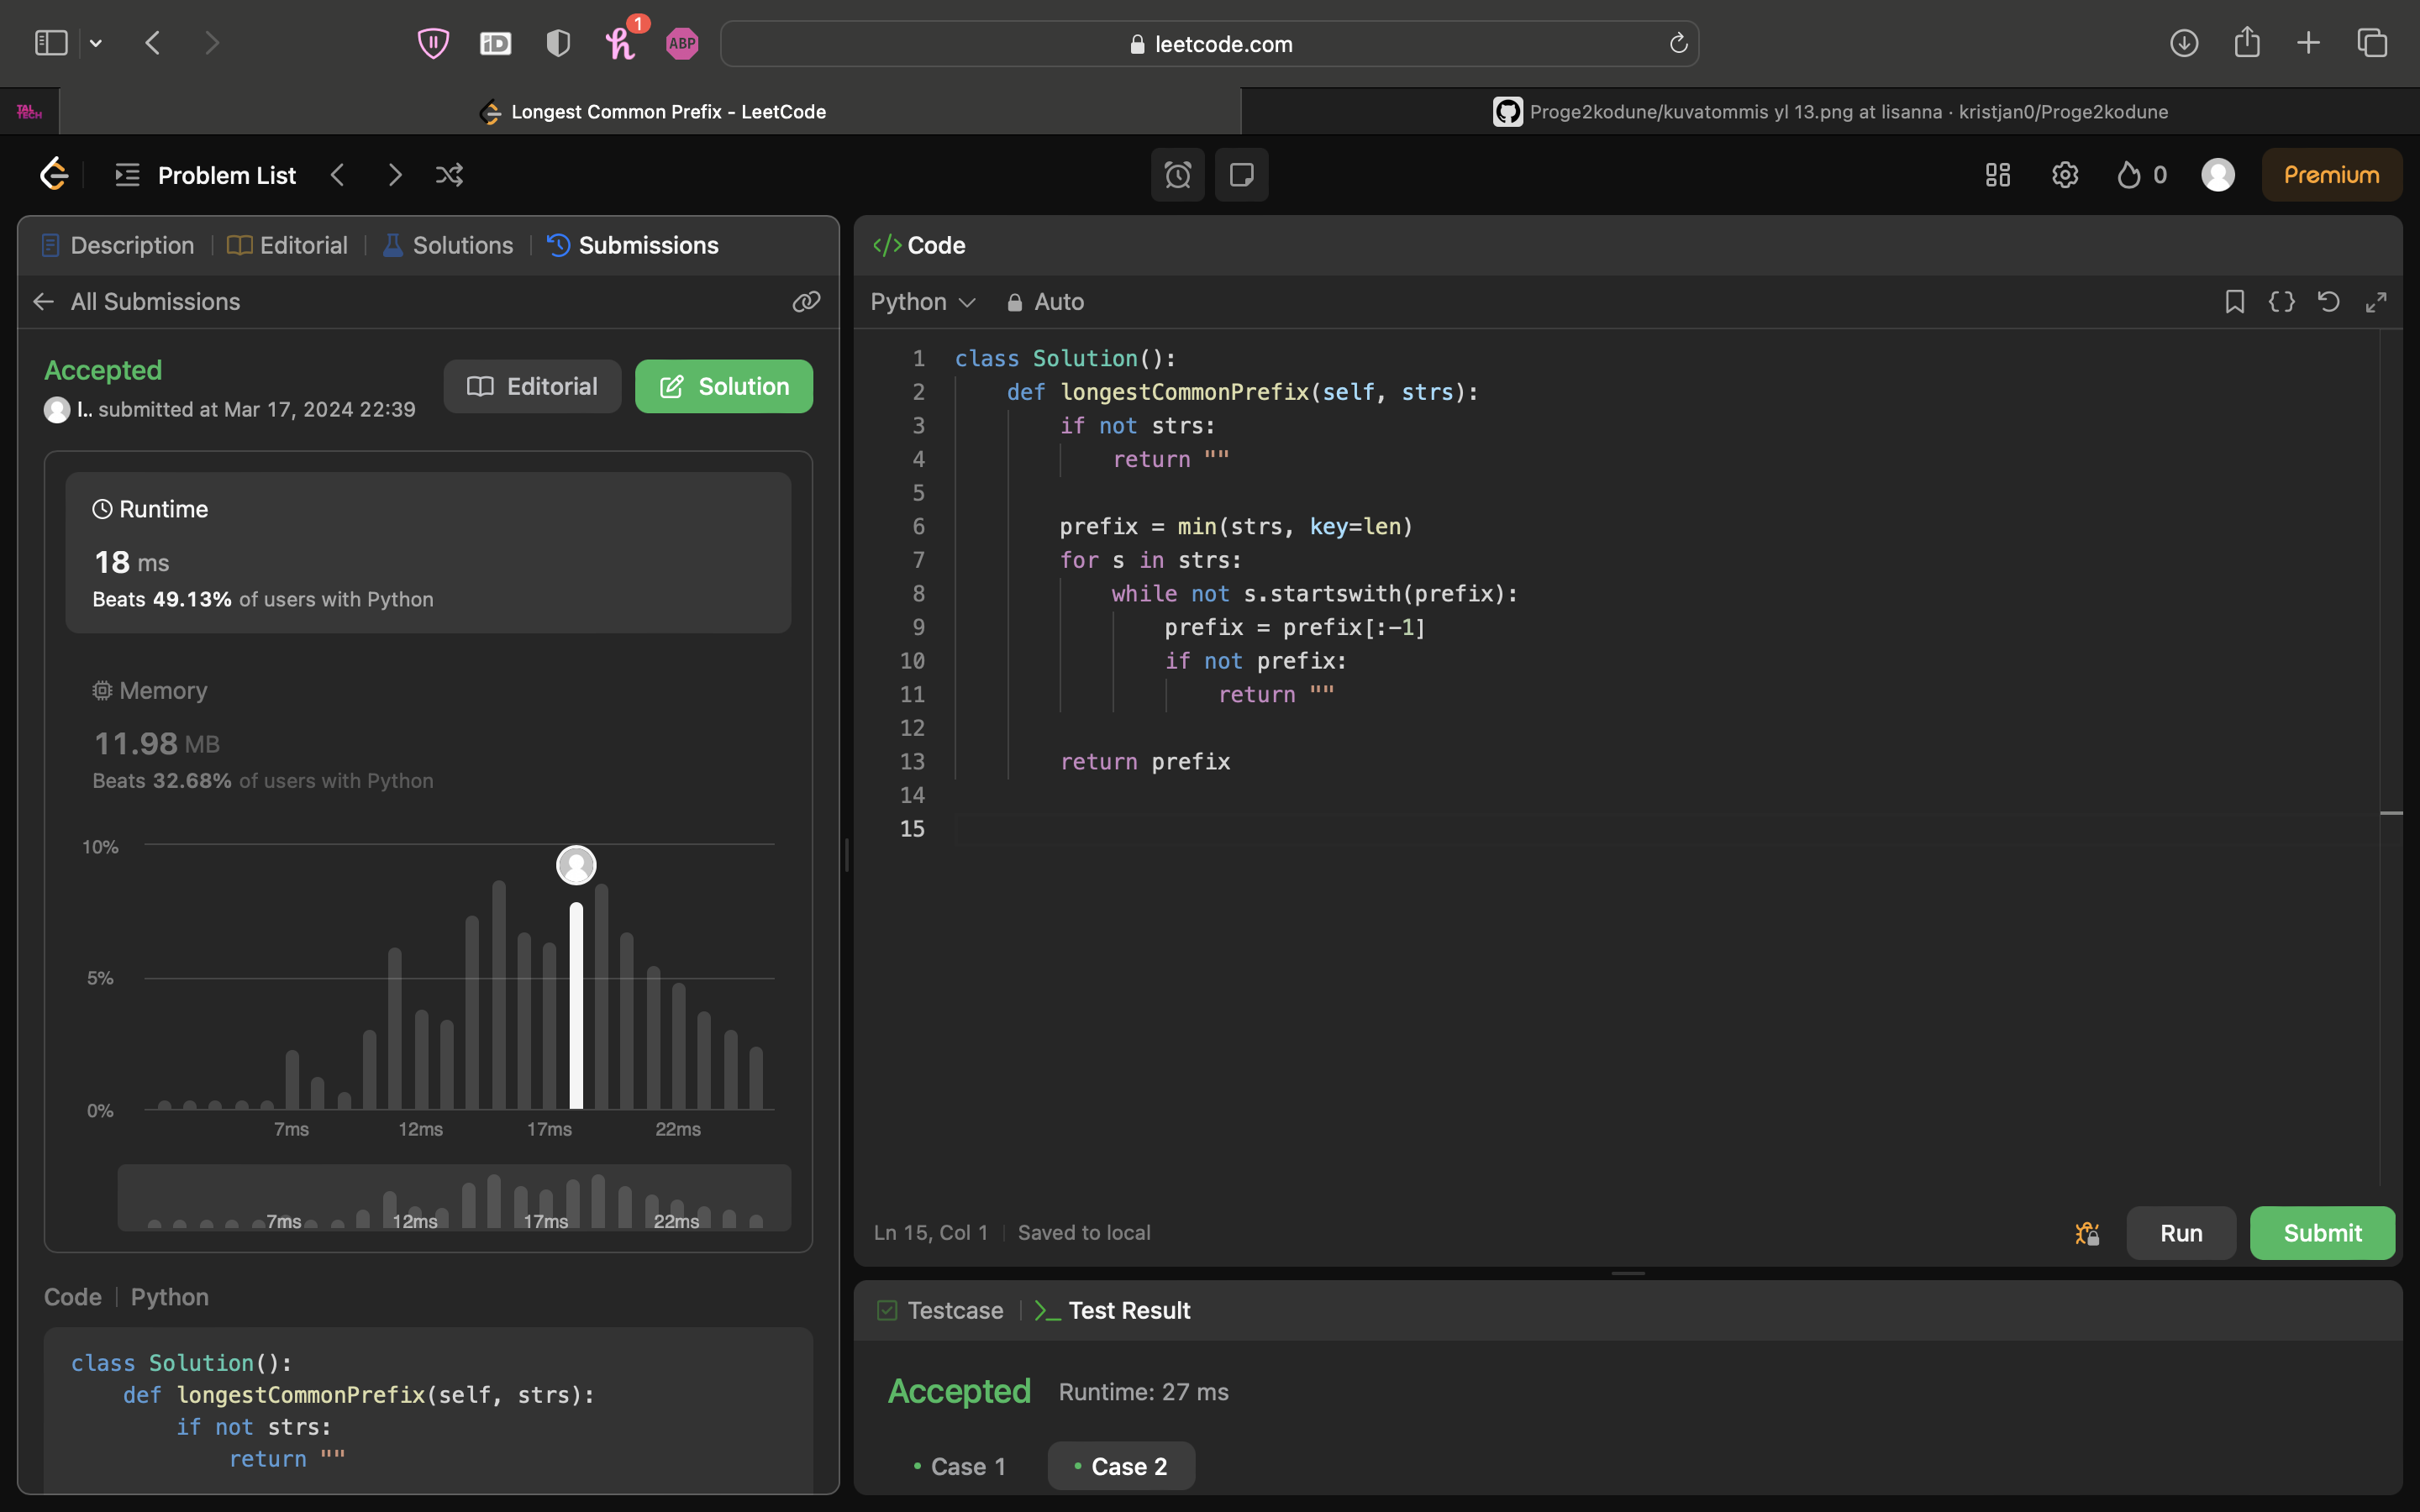 1
ABP
leetcode.com
TAL TECH
Longest Common Prefix - LeetCode
Proge2kodune/kuvatommis yl 13.png at lisanna · kristjan0/Proge2kodune
Problem List
0
Premium
Description
Editorial
Solutions
Submissions
All Submissions
Accepted
l.. submitted at Mar 17, 2024 22:39
Editorial
Solution
Runtime
18 ms
Beats 49.13% of users with Python
Memory
11.98 MB
Beats 32.68% of users with Python
10%
5%
0%
7ms 12ms 17ms 22ms
7ms 12ms 17ms 22ms
Code | Python
class Solution():
def longestCommonPrefix(self, strs):
if not strs:
return ""
</> Code
Python
Auto
1 class Solution():
2 def longestCommonPrefix(self, strs):
3 if not strs:
4 return ""
5
6 prefix = min(strs, key=len)
7 for s in strs:
8 while not s.startswith(prefix):
9 prefix = prefix[:-1]
10 if not prefix:
11 return ""
12
13 return prefix
14
15
Ln 15, Col 1 | Saved to local
Run
Submit
Testcase
Test Result
Accepted Runtime: 27 ms
• Case 1
• Case 2